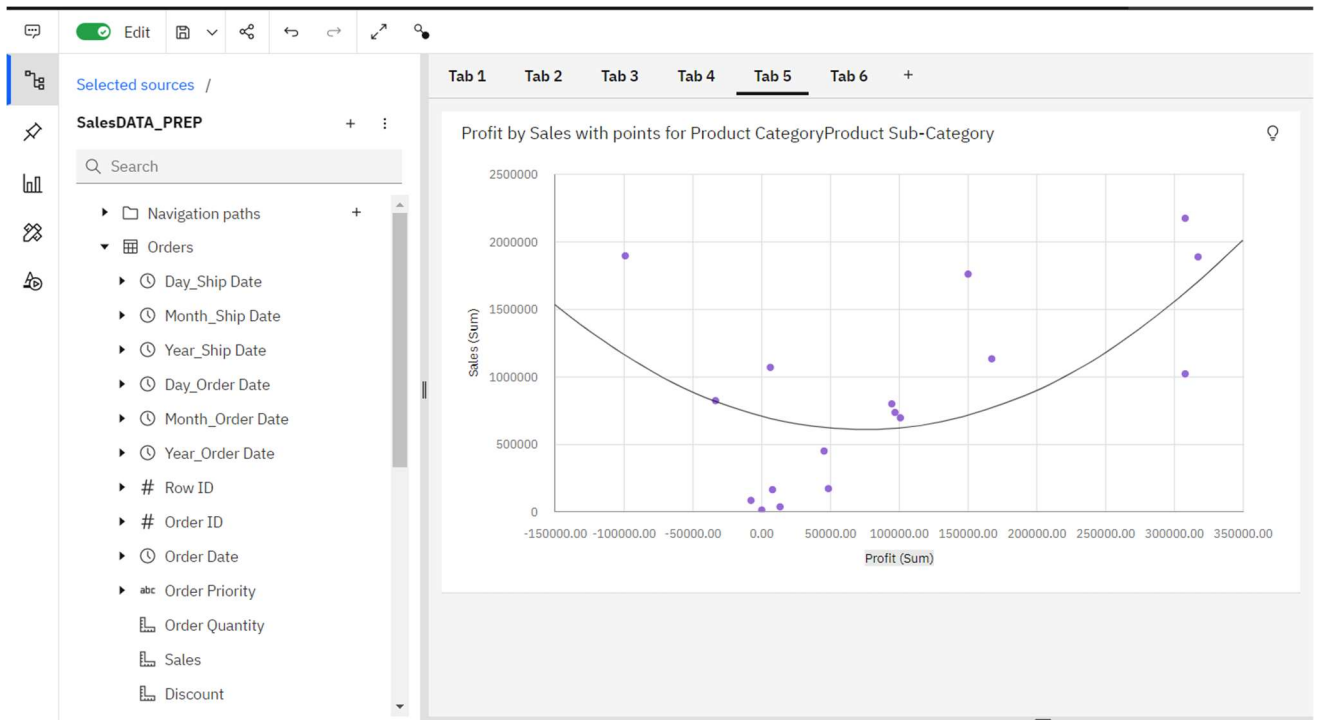 Edit
Selected sources /
SalesDATA_PREP
Search
Navigation paths
Orders
Day_Ship Date
Month_Ship Date
Year_Ship Date
Day_Order Date
Month_Order Date
Year_Order Date
# Row ID
# Order ID
Order Date
abc Order Priority
Order Quantity
Sales
Discount
Tab 1 Tab 2 Tab 3 Tab 4 Tab 5 Tab 6 +
Profit by Sales with points for Product CategoryProduct Sub-Category
Sales (Sum)
2500000
2000000
1500000
1000000
500000
0
-150000.00 -100000.00 -50000.00 0.00 50000.00 100000.00 150000.00 200000.00 250000.00 300000.00 350000.00
Profit (Sum)